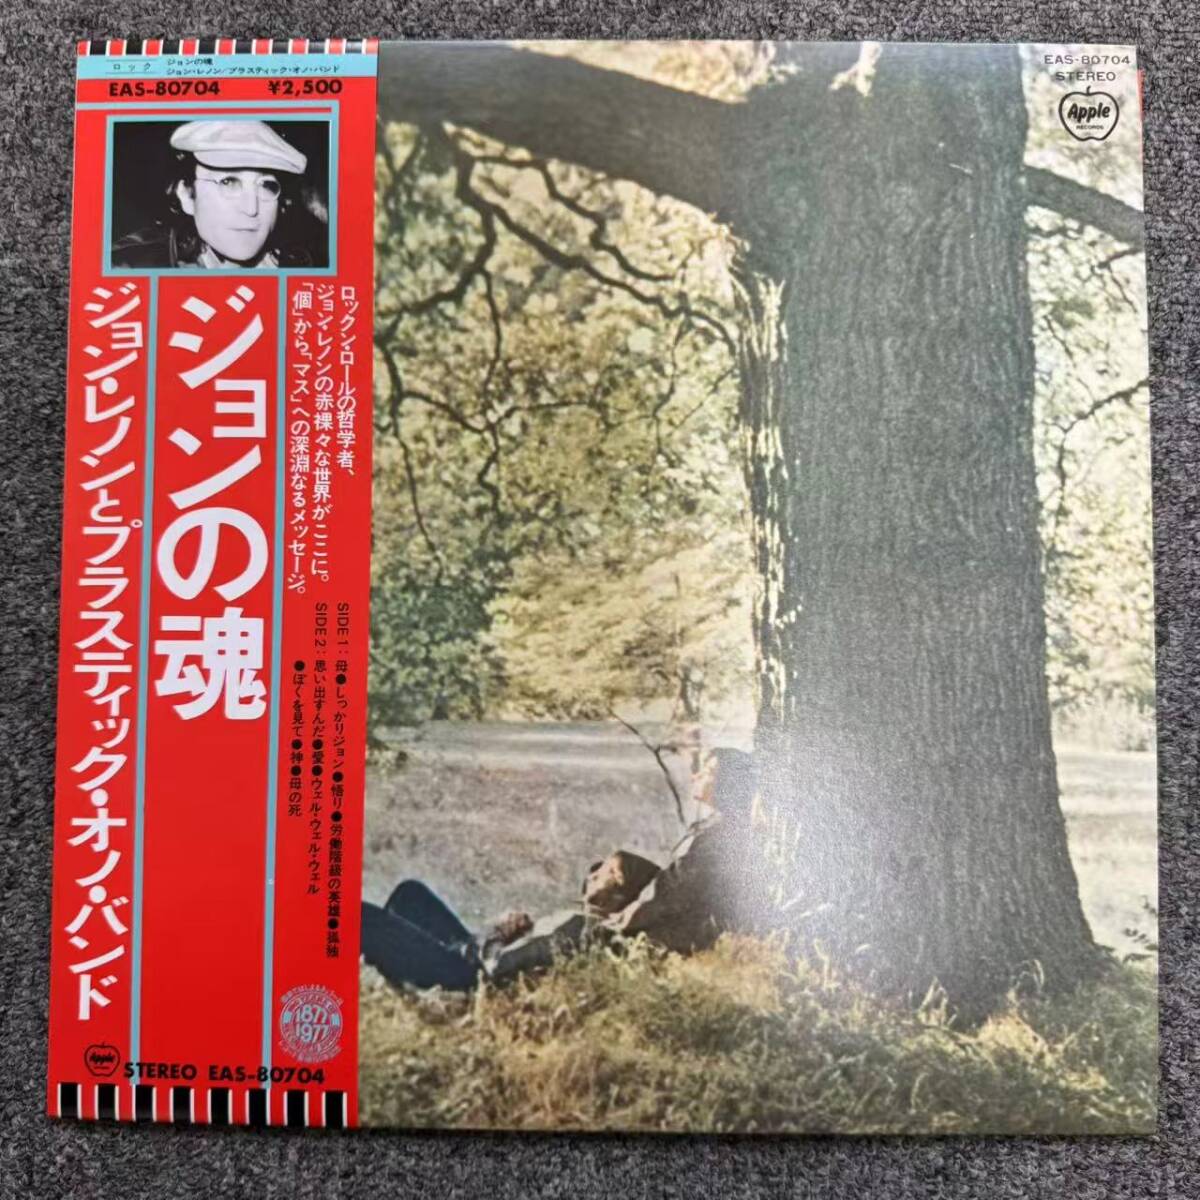 ロック
ジョンの魂
ジョン・レノン/プラスティック・オノ・バンド
EAS-80704 ¥2,500
ロックン・ロールの哲学者、
ジョン・レノンの赤裸々な世界がここに。
「個」から「マス」への深淵なるメッセージ。
ジョンの魂
ジョン・レノンとプラスティック・オノ・バンド
SIDE 1: 母●しっかりジョン●悟り●労働階級の英雄●孤独
SIDE 2: 思い出すんだ●愛●ウェル・ウェル・ウェル
●ぼくを見て●神●母の死
1877
1977
Apple
STEREO EAS-80704
EAS-80704
STEREO
Apple
RECORDS